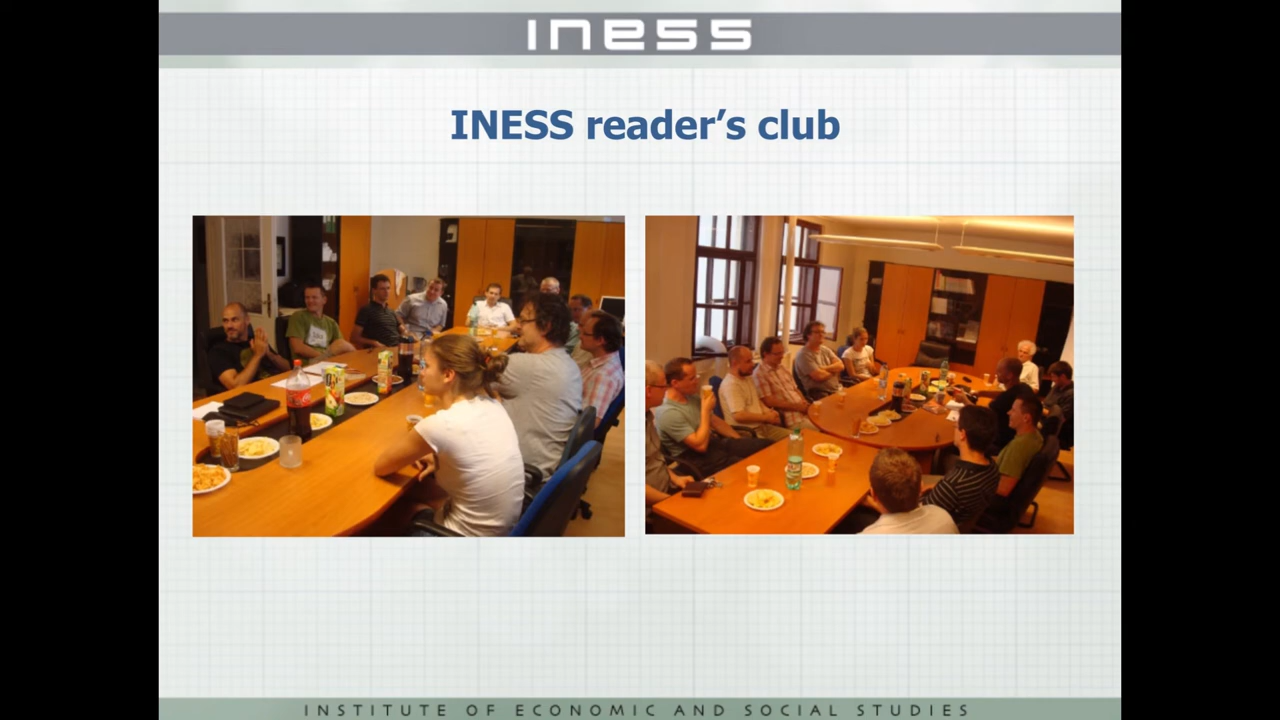 INESS
INESS reader’s club
INSTITUTE OF ECONOMIC AND SOCIAL STUDIES